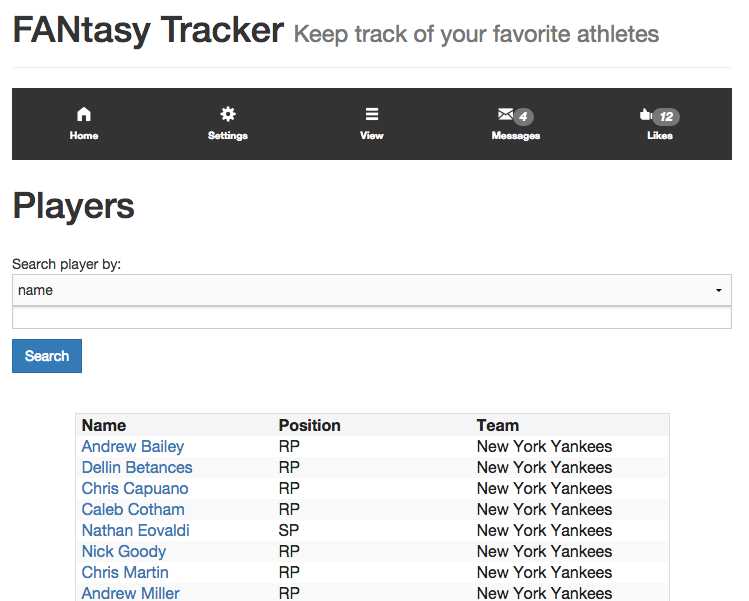 FANtasy Tracker Keep track of your favorite athletes
Home Settings View Messages 4 Likes 12
Players
Search player by:
name
Search
Name Position Team
Andrew Bailey RP New York Yankees
Dellin Betances RP New York Yankees
Chris Capuano RP New York Yankees
Caleb Cotham RP New York Yankees
Nathan Eovaldi SP New York Yankees
Nick Goody RP New York Yankees
Chris Martin RP New York Yankees
Andrew Miller RP New York Yankees